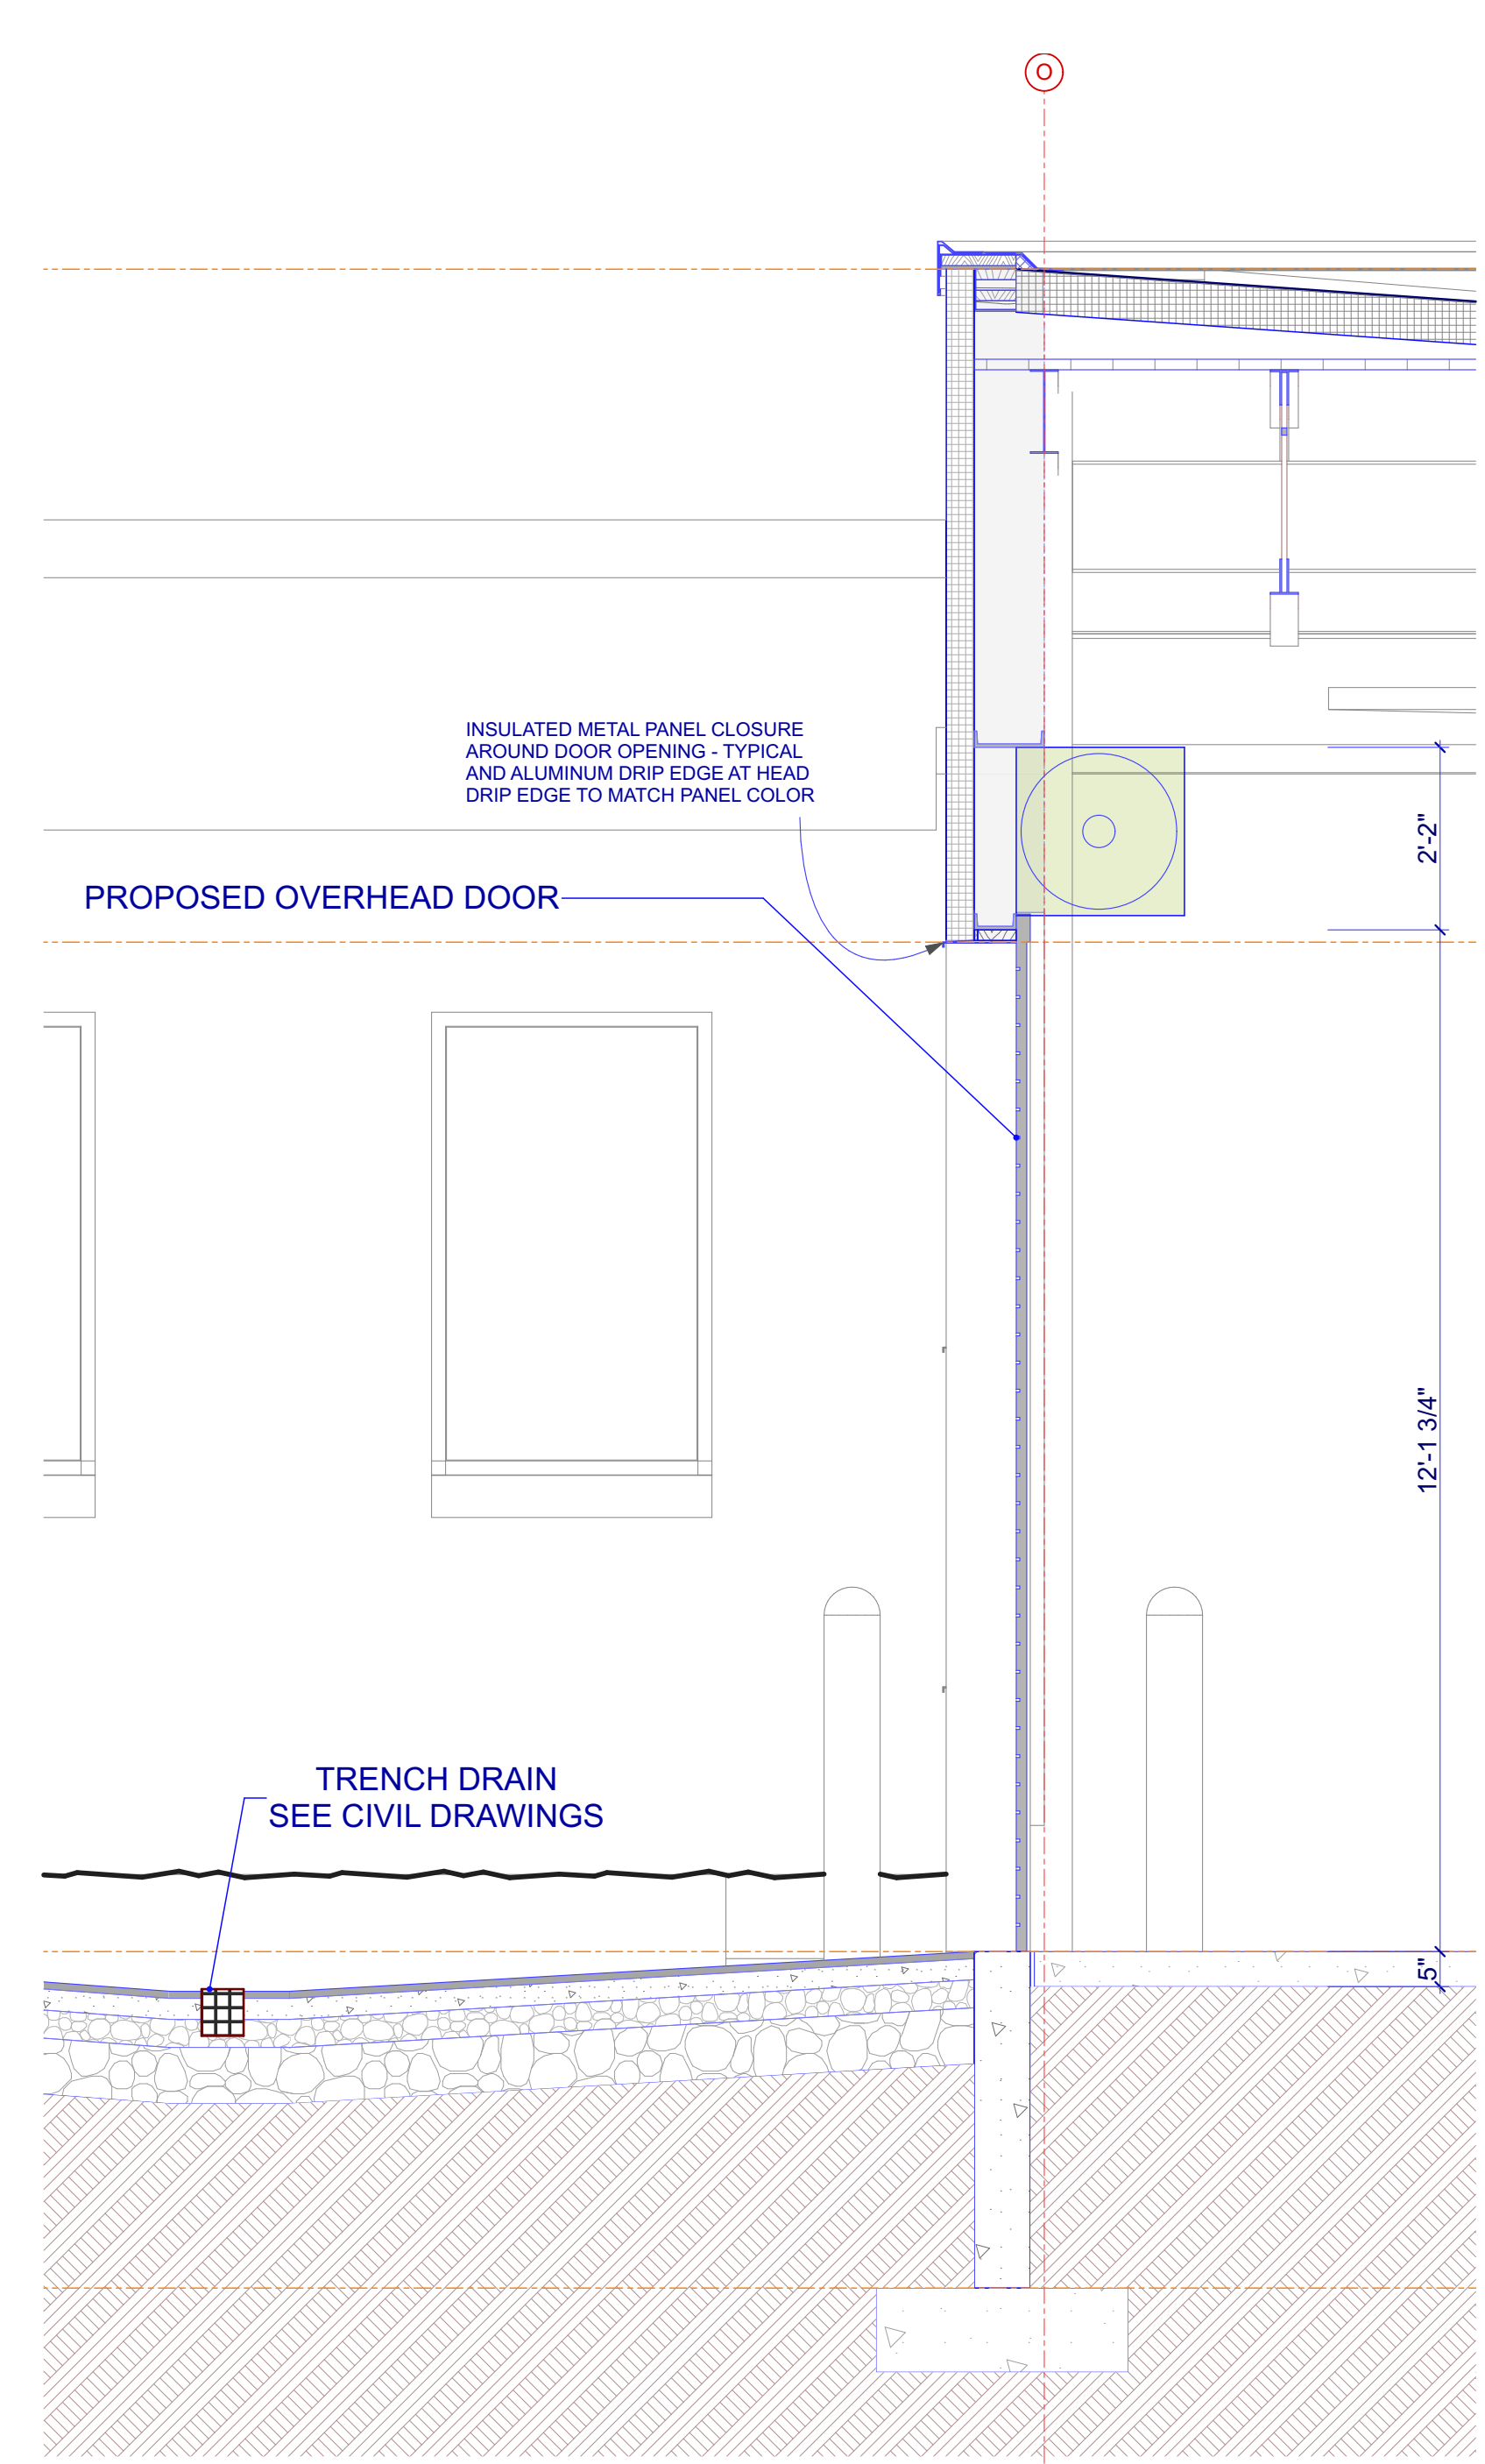 O
INSULATED METAL PANEL CLOSURE
AROUND DOOR OPENING - TYPICAL
AND ALUMINUM DRIP EDGE AT HEAD
DRIP EDGE TO MATCH PANEL COLOR
2'-2"
PROPOSED OVERHEAD DOOR
12'-1 3/4"
TRENCH DRAIN
SEE CIVIL DRAWINGS
5"